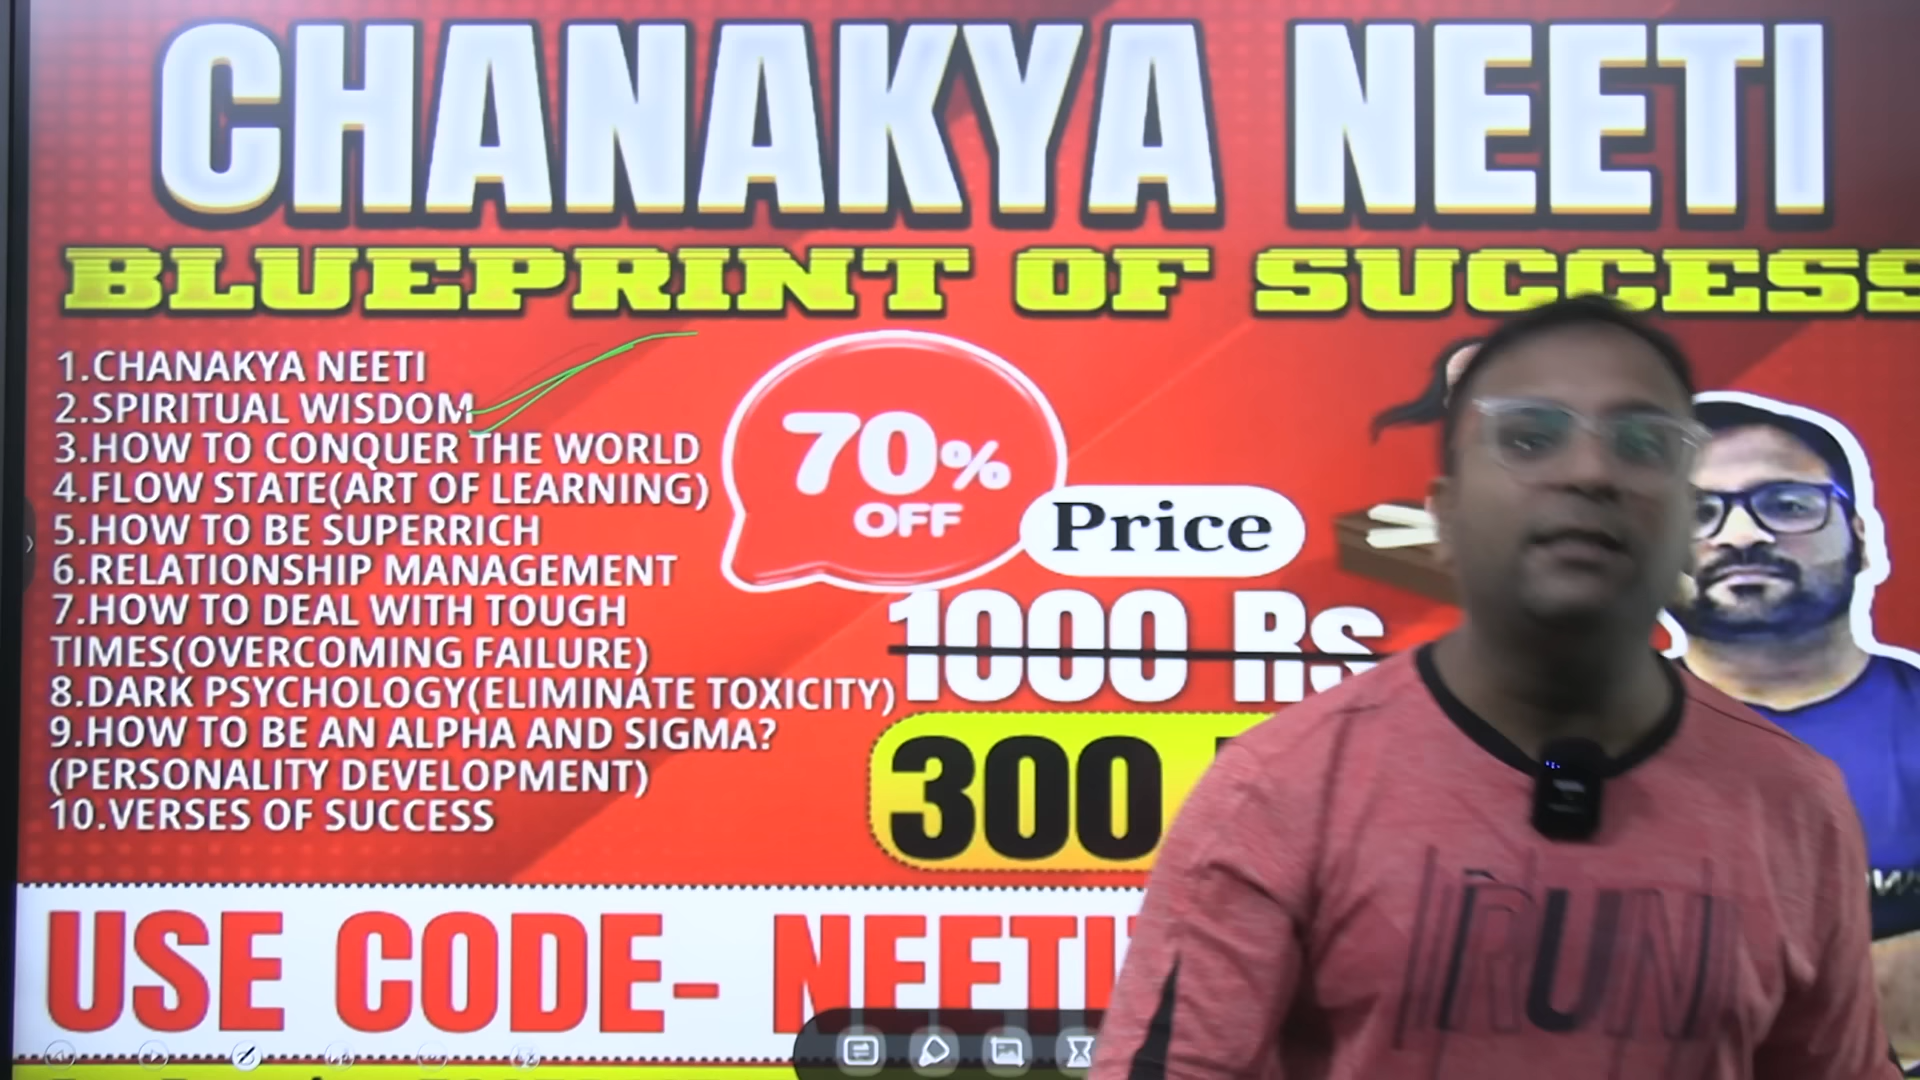 CHANAKYA NEETI
BLUEPRINT OF SUCCESS
1.CHANAKYA NEETI
2.SPIRITUAL WISDOM
3.HOW TO CONQUER THE WORLD
4.FLOW STATE(ART OF LEARNING)
5.HOW TO BE SUPERRICH
6.RELATIONSHIP MANAGEMENT
7.HOW TO DEAL WITH TOUGH
TIMES(OVERCOMING FAILURE)
8.DARK PSYCHOLOGY(ELIMINATE TOXICITY)
9.HOW TO BE AN ALPHA AND SIGMA?
(PERSONALITY DEVELOPMENT)
10.VERSES OF SUCCESS
70%
OFF
Price
1000 Rs
300
USE CODE-
RUN